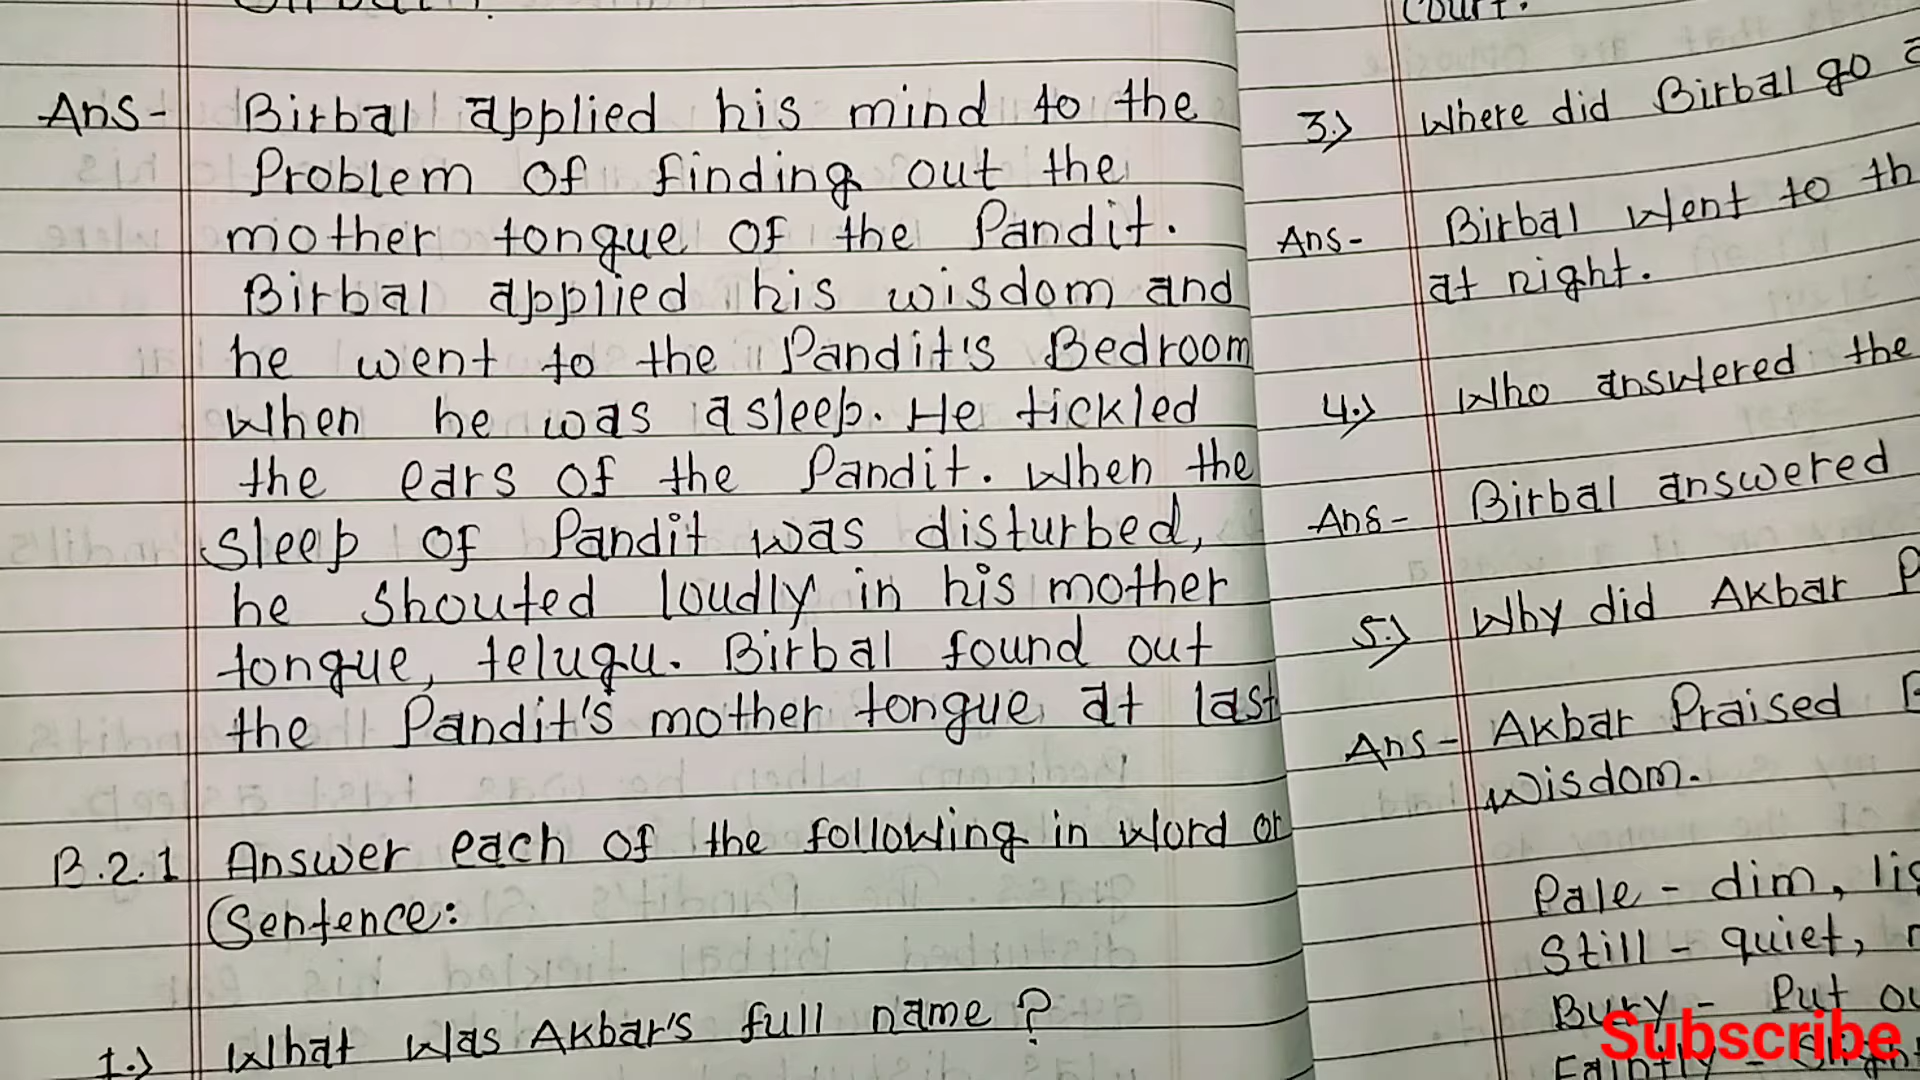 Ans- Birbal applied his mind to the
Problem of finding out the
mother tongue of the Pandit.
Birbal applied his wisdom and
he went to the Pandit's Bedroom
When he was asleep. He tickled
the ears of the Pandit. When the
sleep of Pandit was disturbed,
he shouted loudly in his mother
tongue, telugu. Birbal found out
the Pandit's mother tongue at last
B.2.1 Answer each of the following in word or
Sentence:
1.) What was Akbar's full name?
Court.
3.) Where did Birbal go
Ans- Birbal went to
at night.
4.) Who answered the
Ans- Birbal answered
5.) Why did Akbar
Ans- Akbar Praised
wisdom.
Pale - dim,
Still - quiet,
Bury - Put
Faintly -
Subscribe